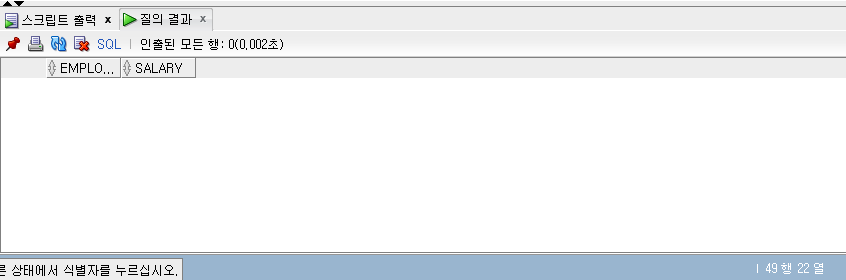 스크립트 출력 x 질의 결과 x
SQL | 인출된 모든 행: 0(0,002초)
EMPLO... SALARY
른 상태에서 식별자를 누르십시오.
| 49 행 22 열